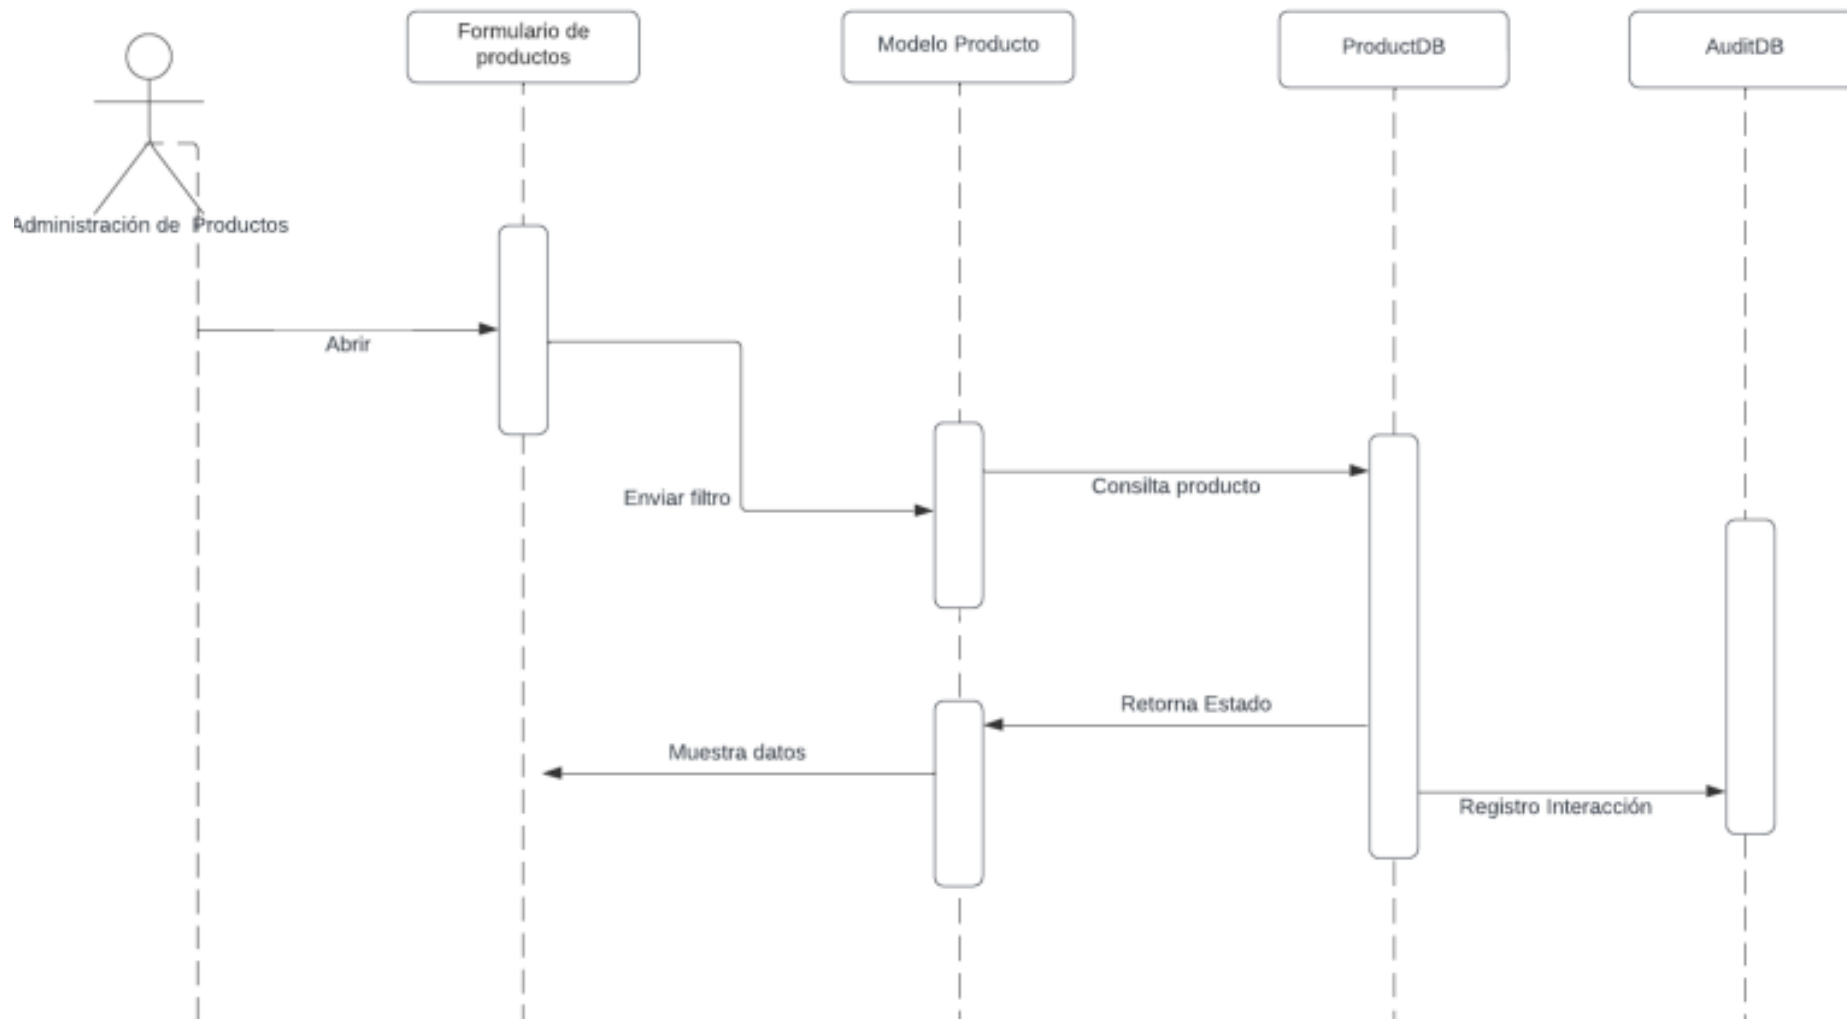 Formulario de
productos
Modelo Producto
ProductDB
AuditDB
Administración de Productos
Abrir
Enviar filtro
Consilta producto
Retorna Estado
Muestra datos
Registro Interacción